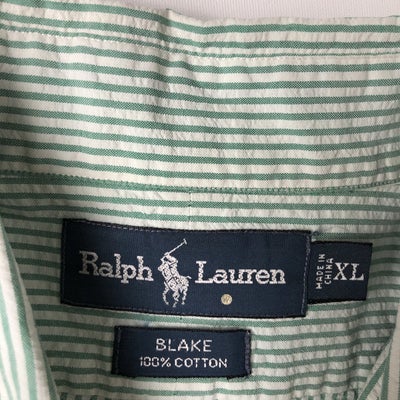 Ralph Lauren
MADE IN
CHINA
XL
BLAKE
100% COTTON